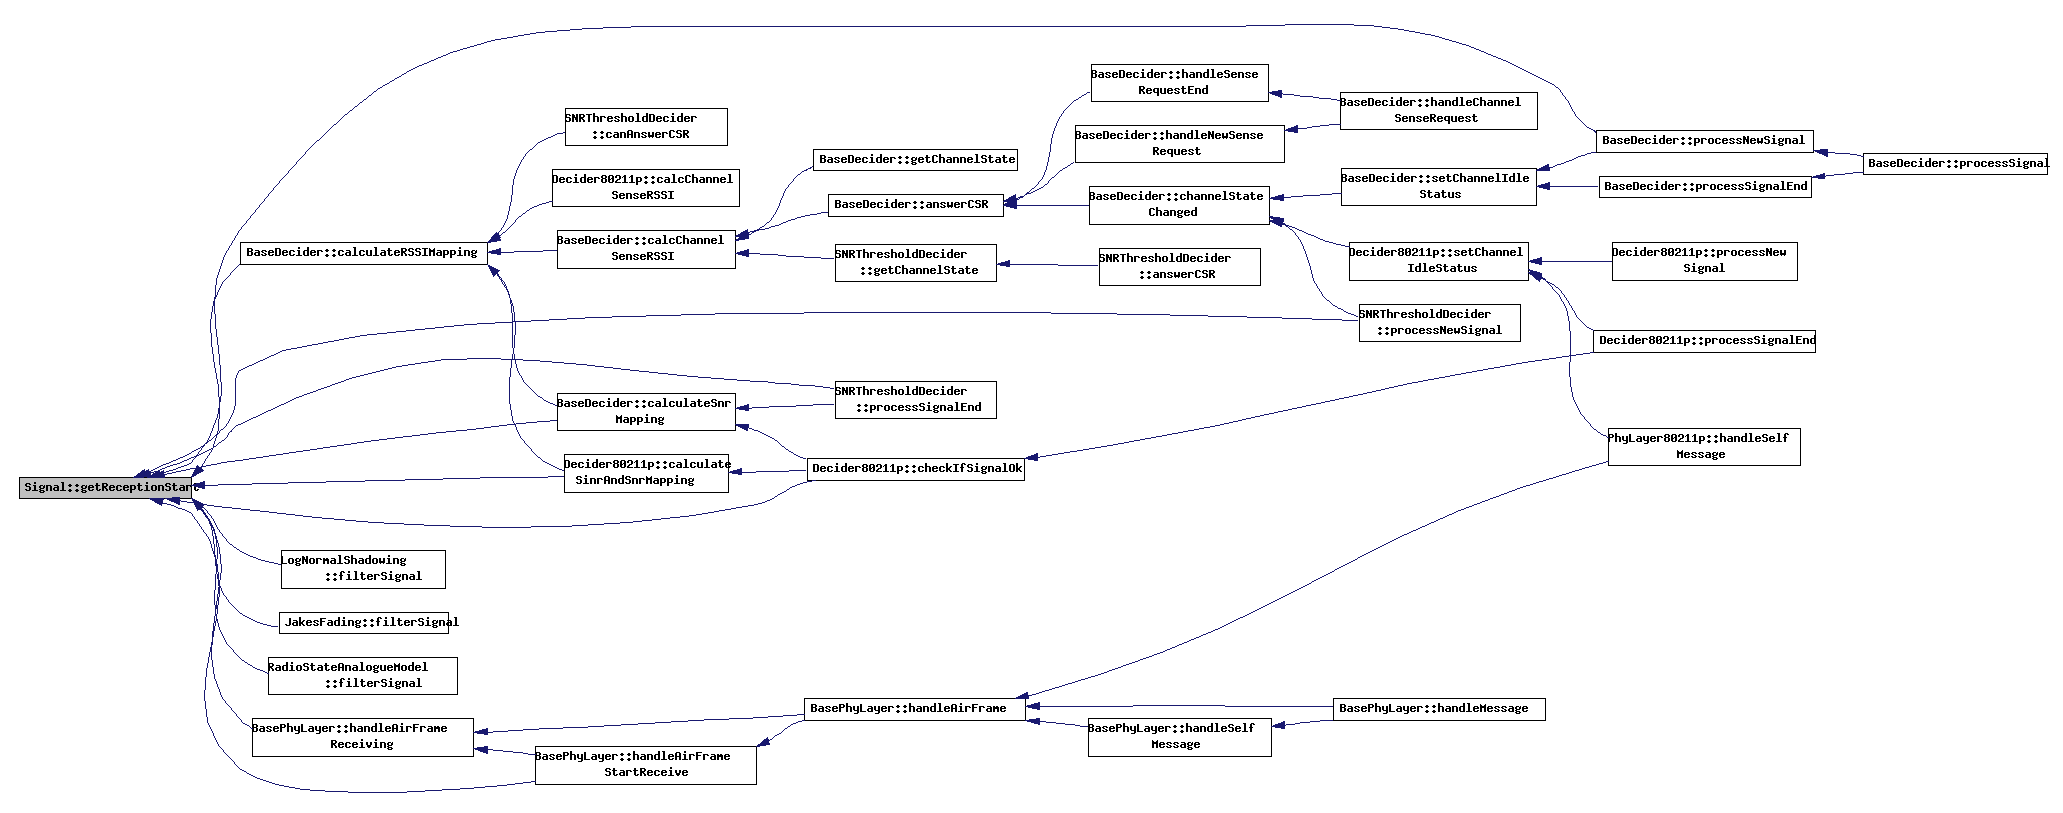 BaseDecider::handleSense
RequestEnd
BaseDecider::handleChannel
SenseRequest
SNRThresholdDecider
::canAnswerCSR
BaseDecider::handleNewSense
Request
BaseDecider::processNewSignal
BaseDecider::getChannelState
BaseDecider::processSignal
Decider80211p::calcChannel
SenseRSSI
BaseDecider::setChannelIdle
Status
BaseDecider::processSignalEnd
BaseDecider::answerCSR
BaseDecider::channelState
Changed
BaseDecider::calculateRSSIMapping
BaseDecider::calcChannel
SenseRSSI
SNRThresholdDecider
::getChannelState
SNRThresholdDecider
::answerCSR
Decider80211p::setChannel
IdleStatus
Decider80211p::processNew
Signal
SNRThresholdDecider
::processNewSignal
Decider80211p::processSignalEnd
SNRThresholdDecider
::processSignalEnd
BaseDecider::calculateSnr
Mapping
PhyLayer80211p::handleSelf
Message
Decider80211p::calculate
SinrAndSnrMapping
Decider80211p::checkIfSignalOk
Signal::getReceptionStart
LogNormalShadowing
::filterSignal
JakesFading::filterSignal
RadioStateAnalogueModel
::filterSignal
BasePhyLayer::handleAirFrame
BasePhyLayer::handleMessage
BasePhyLayer::handleAirFrame
Receiving
BasePhyLayer::handleSelf
Message
BasePhyLayer::handleAirFrame
StartReceive